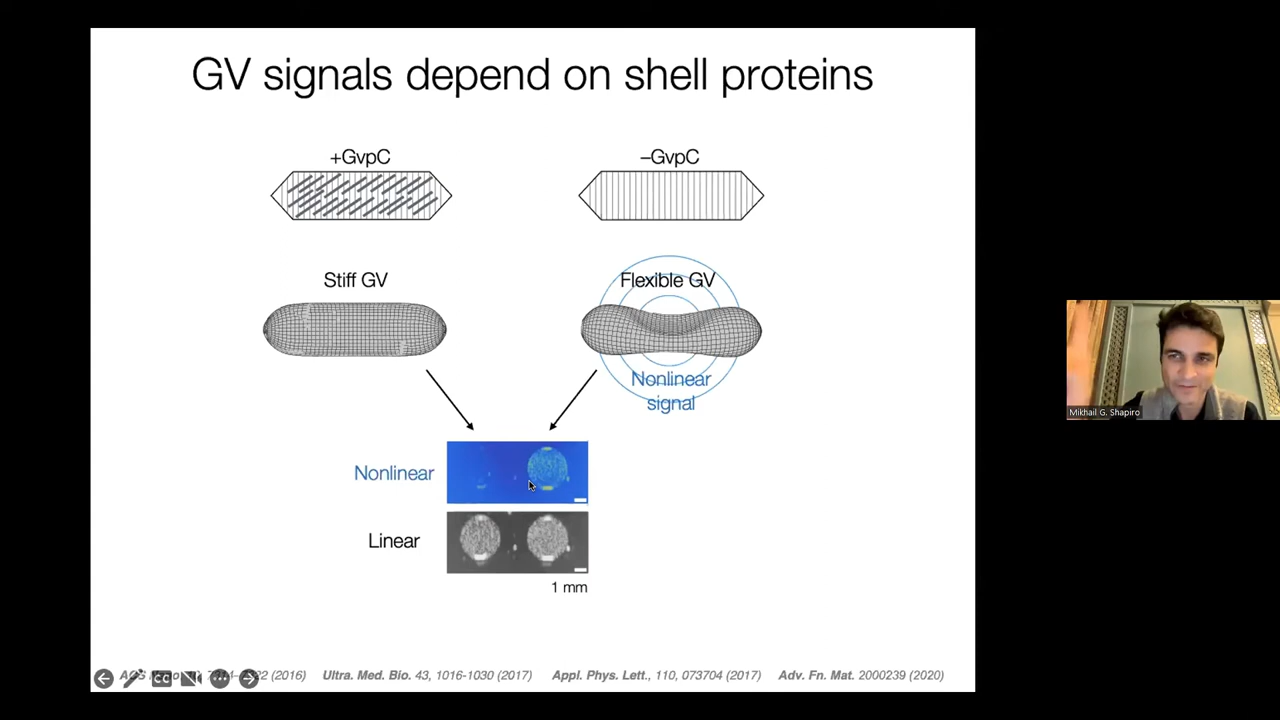 GV signals depend on shell proteins
+GvpC
–GvpC
Stiff GV
Flexible GV
Nonlinear
signal
Nonlinear
Linear
1 mm
(2016) Ultra. Med. Bio. 43, 1016-1030 (2017) Appl. Phys. Lett., 110, 073704 (2017) Adv. Fn. Mat. 2000239 (2020)
CC
Mikhail G. Shapiro